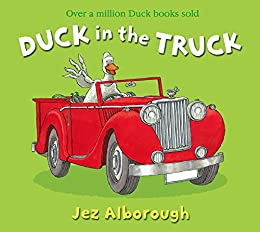 Over a million Duck books sold
DUCK in the TRUCK
Jez Alborough